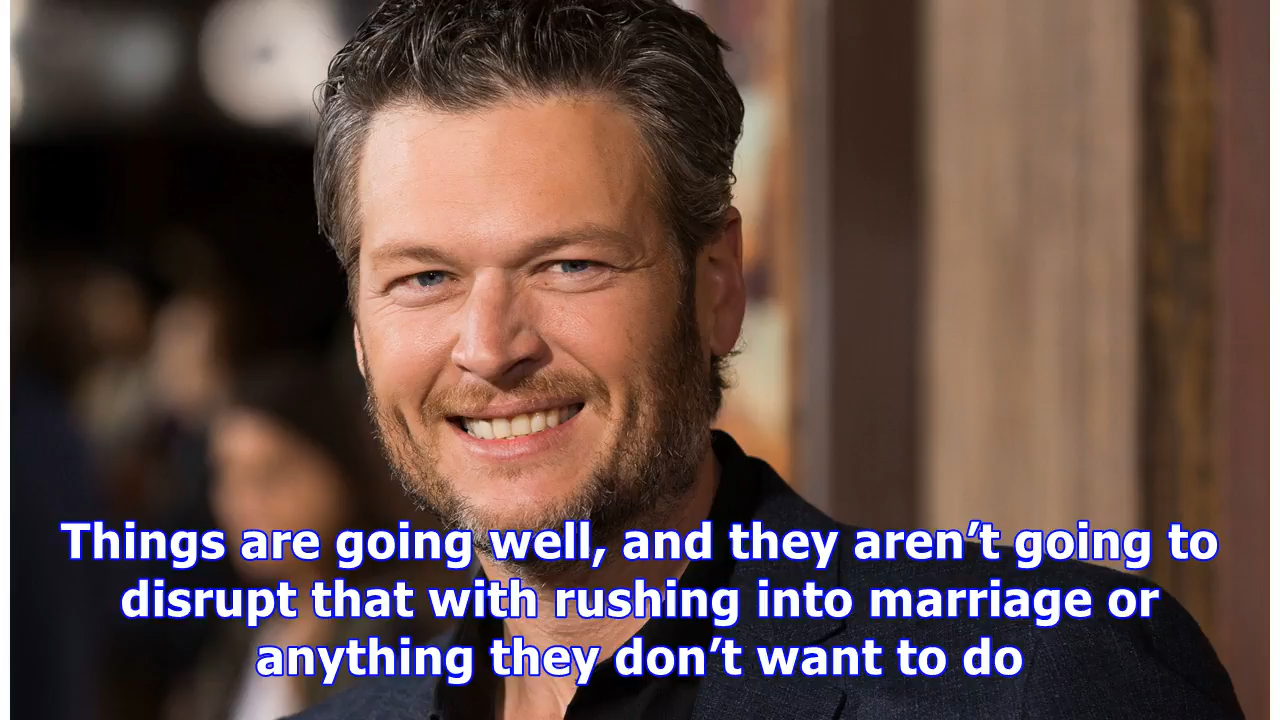 Things are going well, and they aren’t going to
disrupt that with rushing into marriage or
anything they don’t want to do